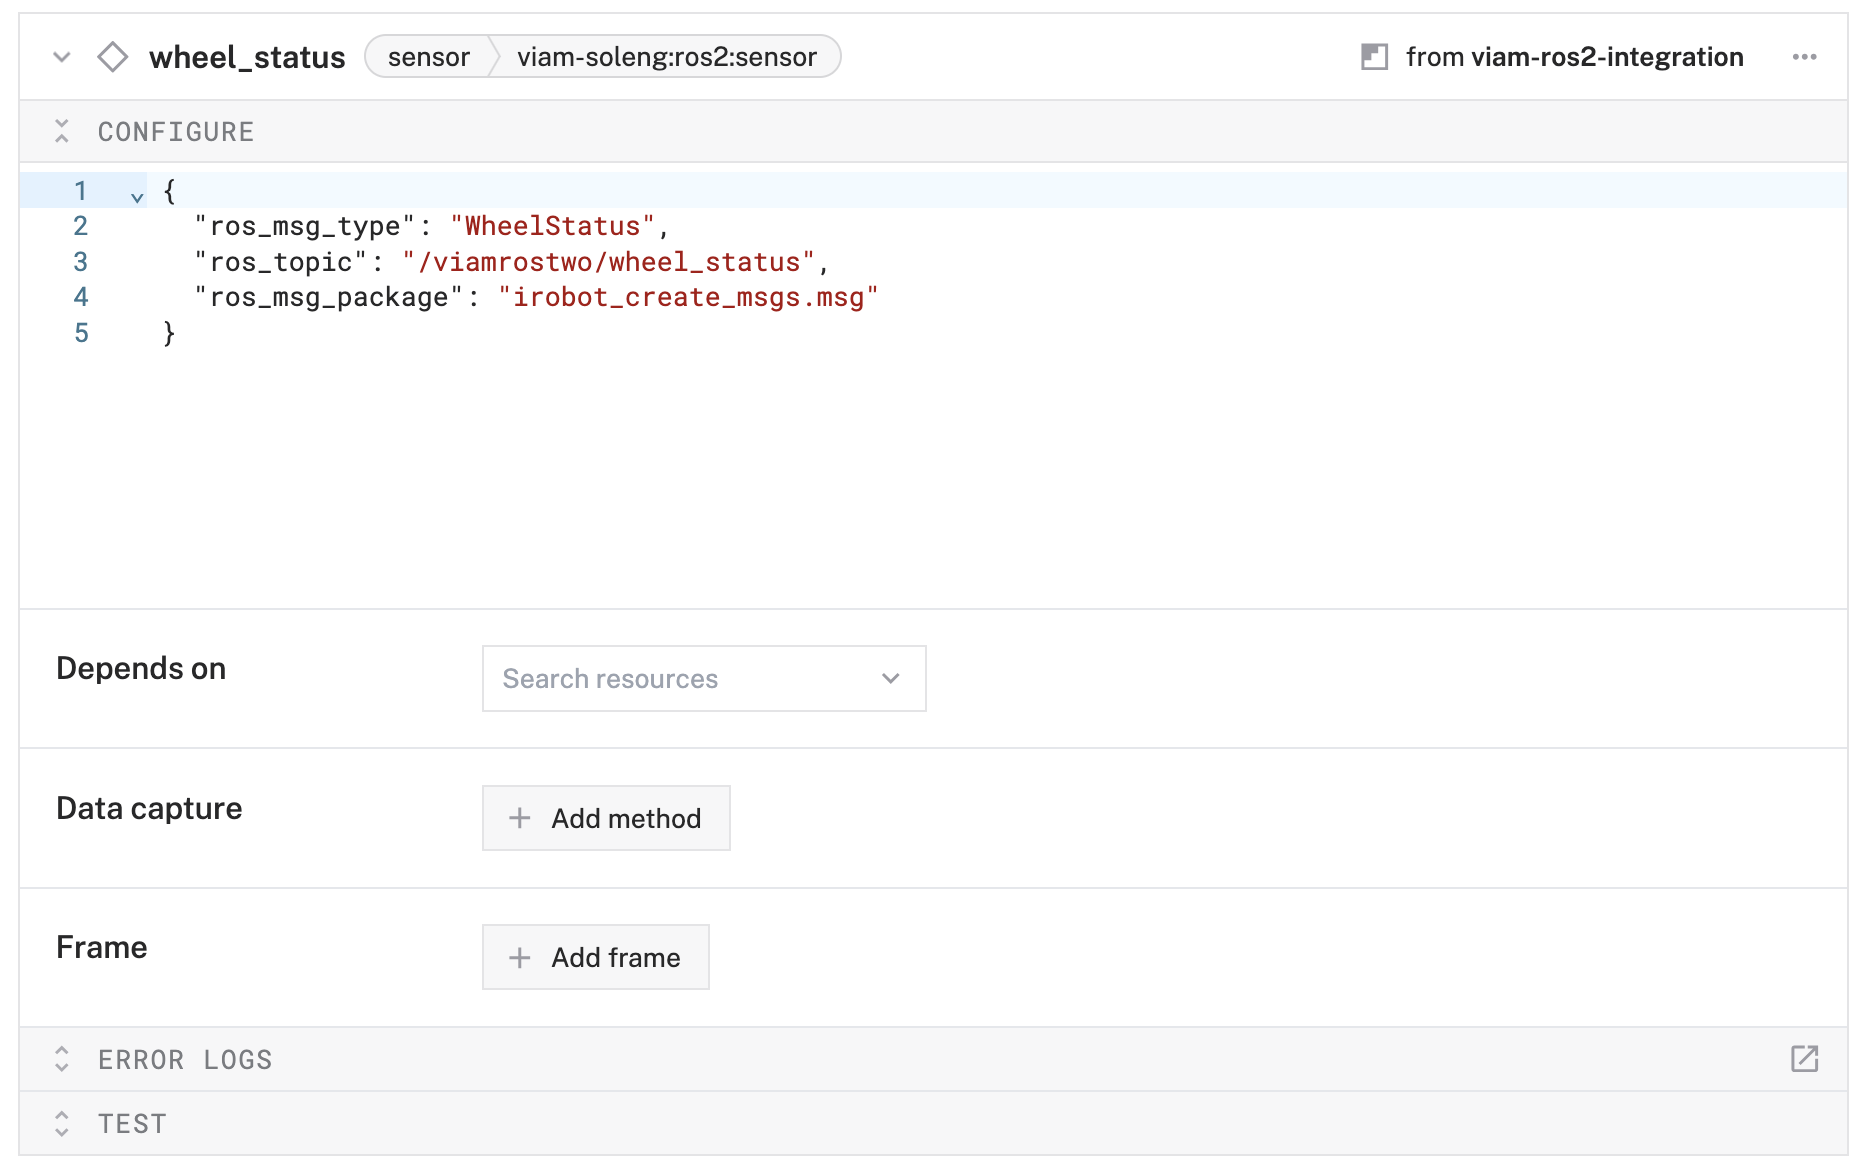 wheel_status sensor viam-soleng:ros2:sensor from viam-ros2-integration
CONFIGURE
1 {
2 "ros_msg_type": "WheelStatus",
3 "ros_topic": "/viamrostwo/wheel_status",
4 "ros_msg_package": "irobot_create_msgs.msg"
5 }
Depends on Search resources
Data capture + Add method
Frame + Add frame
ERROR LOGS
TEST